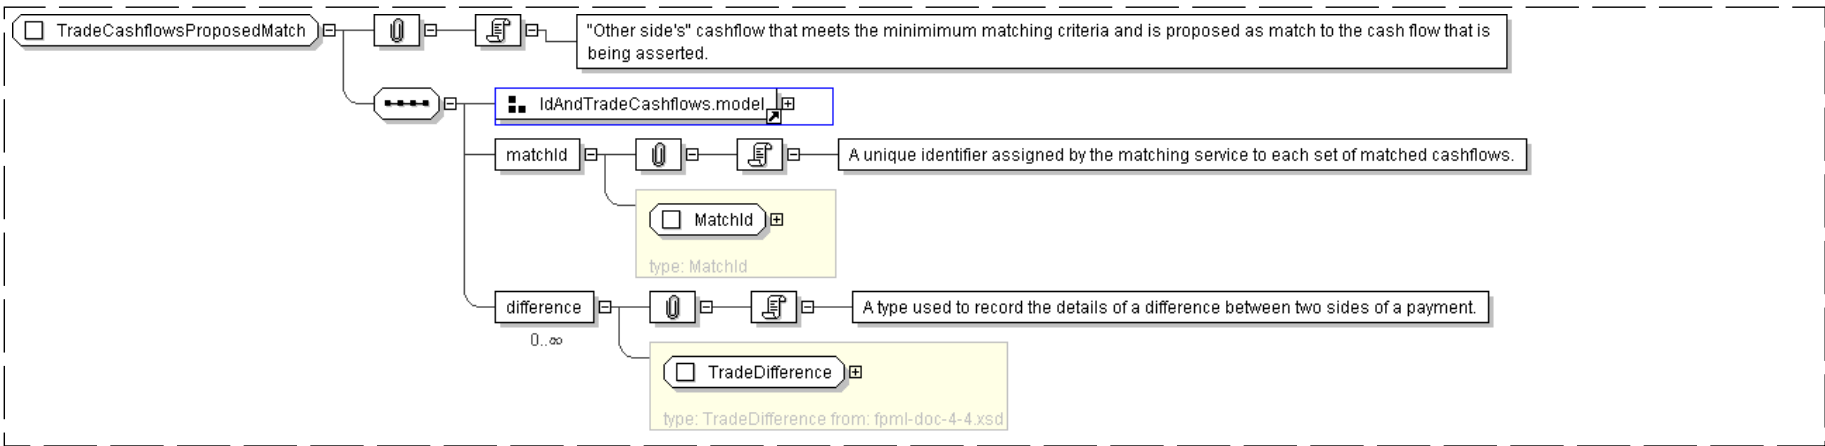 TradeCashflowsProposedMatch
"Other side's" cashflow that meets the minimimum matching criteria and is proposed as match to the cash flow that is
being asserted.
IdAndTradeCashflows.model
matchId
A unique identifier assigned by the matching service to each set of matched cashflows.
MatchId
type: MatchId
difference
A type used to record the details of a difference between two sides of a payment.
0..∞
TradeDifference
type: TradeDifference from: fpml-doc-4-4.xsd